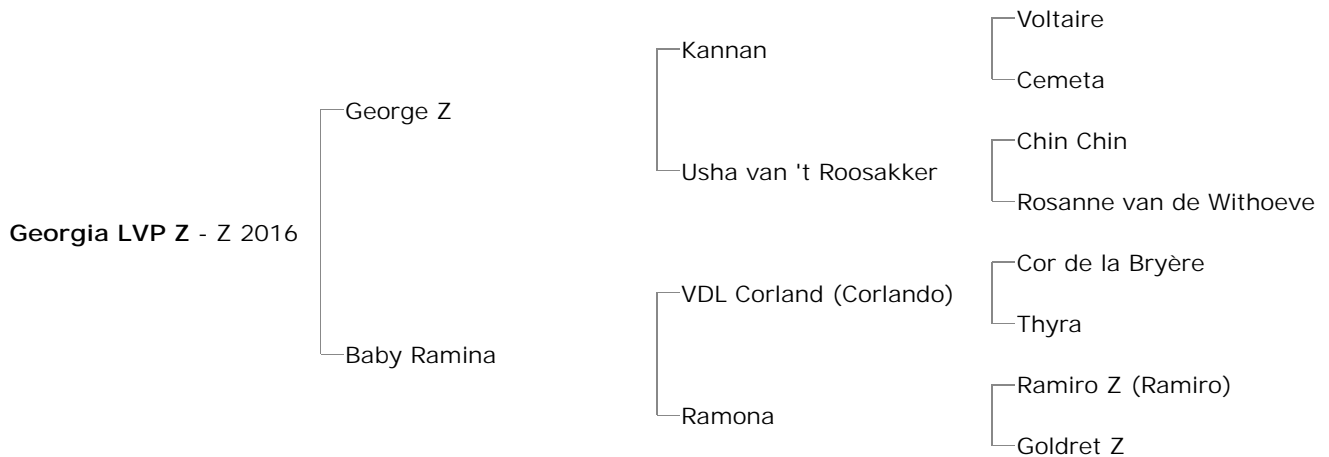 Voltaire
Kannan
Cemeta
George Z
Chin Chin
Usha van 't Roosakker
Rosanne van de Withoeve
Georgia LVP Z - Z 2016
Cor de la Bryère
VDL Corland (Corlando)
Thyra
Baby Ramina
Ramiro Z (Ramiro)
Ramona
Goldret Z